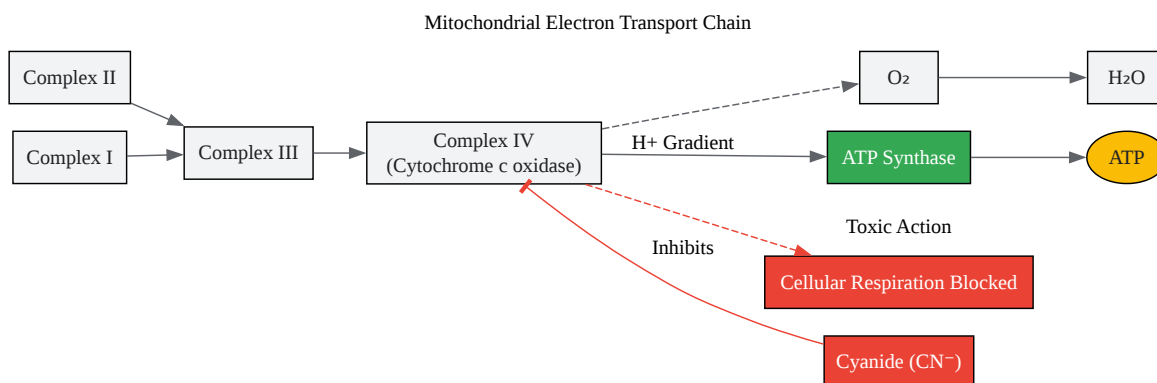 Mitochondrial Electron Transport Chain
Complex II
O₂
H₂O
Complex I
Complex III
Complex IV
(Cytochrome c oxidase)
H+ Gradient
ATP Synthase
ATP
Toxic Action
Inhibits
Cellular Respiration Blocked
Cyanide (CN⁻)